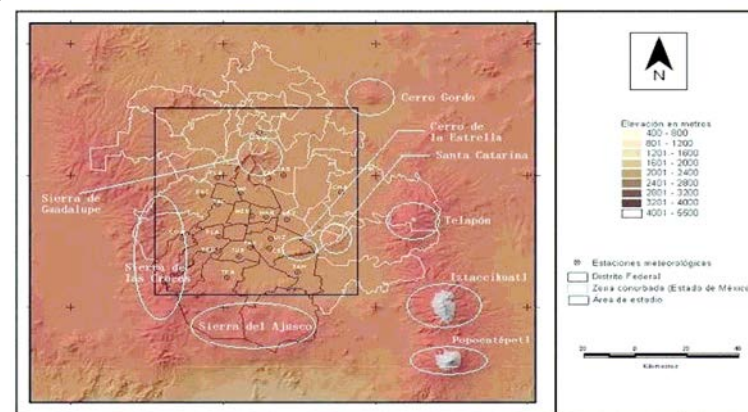 Cerro Gordo
Cerro de
la Estrella
Santa Catarina
Sierra de
Guadalupe
Telapón
Sierra de
las Cruces
Iztaccihuatl
Sierra del Ajusco
Popocatépetl
N
Elevación en metros
400 - 800
801 - 1200
1201 - 1600
1601 - 2000
2001 - 2400
2401 - 2800
2801 - 3200
3201 - 4000
4001 - 5500
Estaciones meteorológicas
Distrito Federal
Zona conurbada (Estado de México)
Área de estudio
20 0 20 40
Kilómetros